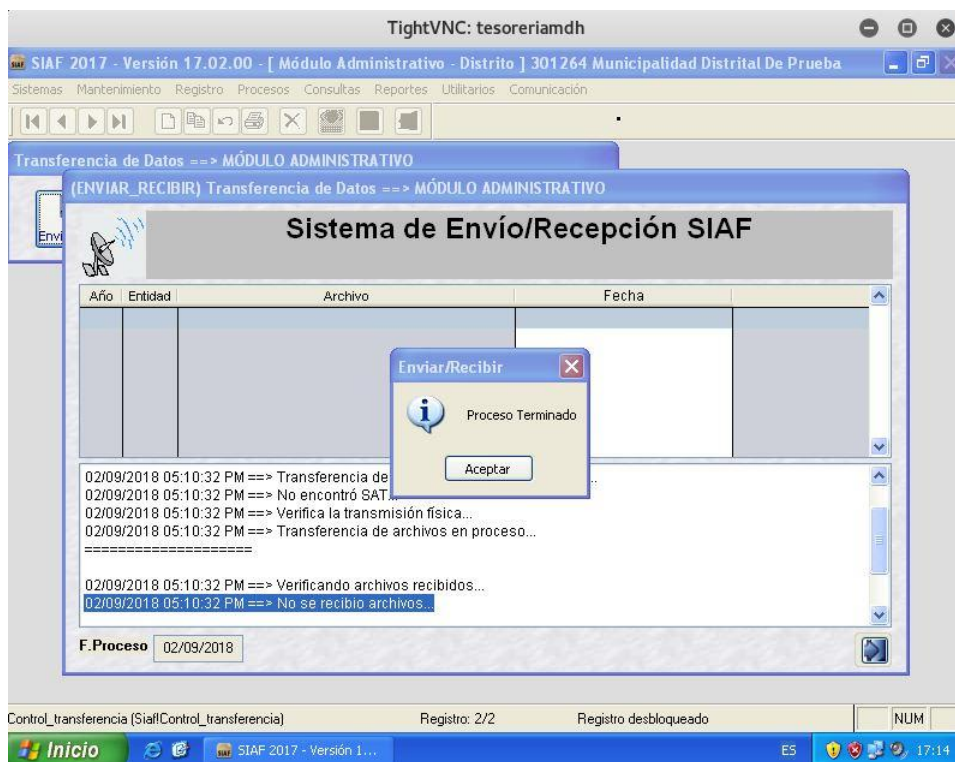 TightVNC: tesoreriamdh
SIAF 2017 - Versión 17.02.00 - [ Módulo Administrativo - Distrito ] 301264 Municipalidad Distrital De Prueba
Sistemas Mantenimiento Registro Procesos Consultas Reportes Utilitarios Comunicación
Transferencia de Datos ==> MÓDULO ADMINISTRATIVO
(ENVIAR_RECIBIR) Transferencia de Datos ==> MÓDULO ADMINISTRATIVO
Envi
Sistema de Envío/Recepción SIAF
Año Entidad Archivo Fecha
Enviar/Recibir
Proceso Terminado
Aceptar
02/09/2018 05:10:32 PM ==> Transferencia de
02/09/2018 05:10:32 PM ==> No encontró SAT...
02/09/2018 05:10:32 PM ==> Verifica la transmisión física...
02/09/2018 05:10:32 PM ==> Transferencia de archivos en proceso...
====================
02/09/2018 05:10:32 PM ==> Verificando archivos recibidos...
02/09/2018 05:10:32 PM ==> No se recibio archivos...
F.Proceso 02/09/2018
Control_transferencia (Siaf!Control_transferencia) Registro: 2/2 Registro desbloqueado NUM
Inicio SIAF 2017 - Versión 1... ES 17:14